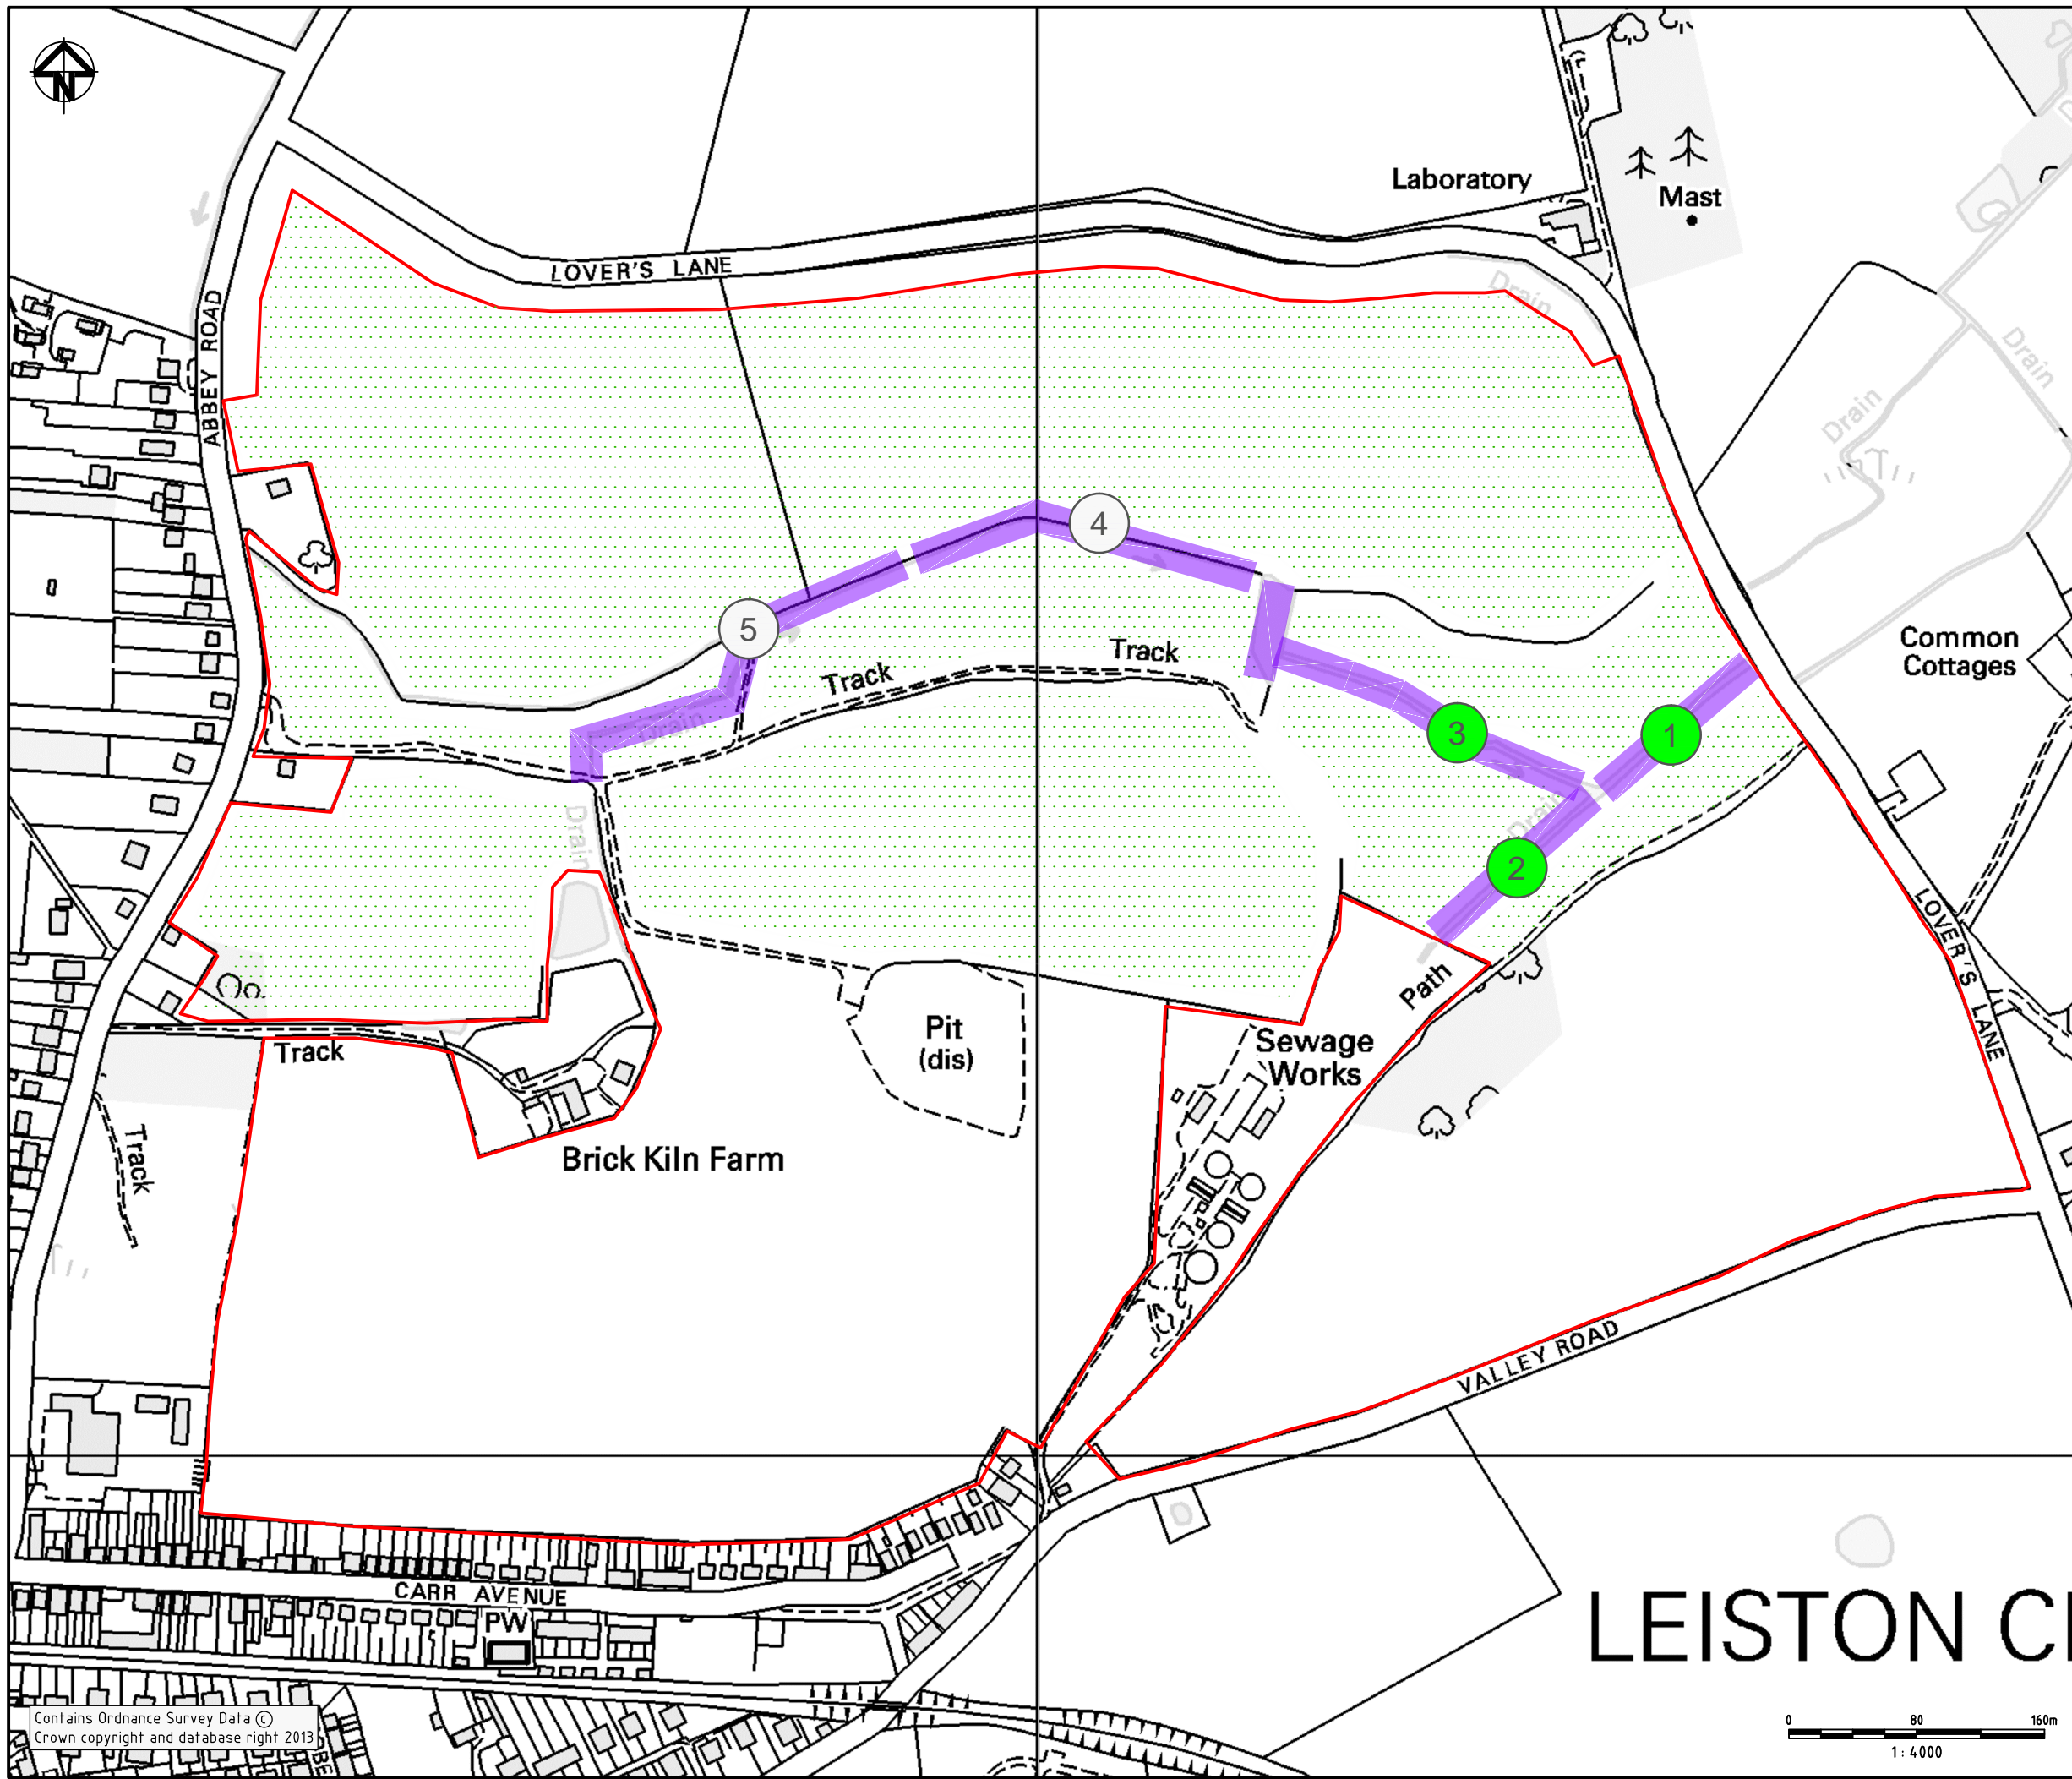 N
Laboratory
Mast
LOVER'S LANE
Drain
ABBEY ROAD
Drain
Drain
4
5
Track
Track
Common
Cottages
Drain
3
1
Drain
2
Drain
LOVER'S LANE
Path
Pit
(dis)
Sewage
Works
Track
Track
Brick Kiln Farm
VALLEY ROAD
CARR AVENUE
PW
LEISTON C
Contains Ordnance Survey Data ©
Crown copyright and database right 2013
0 80 160m
1 : 4000